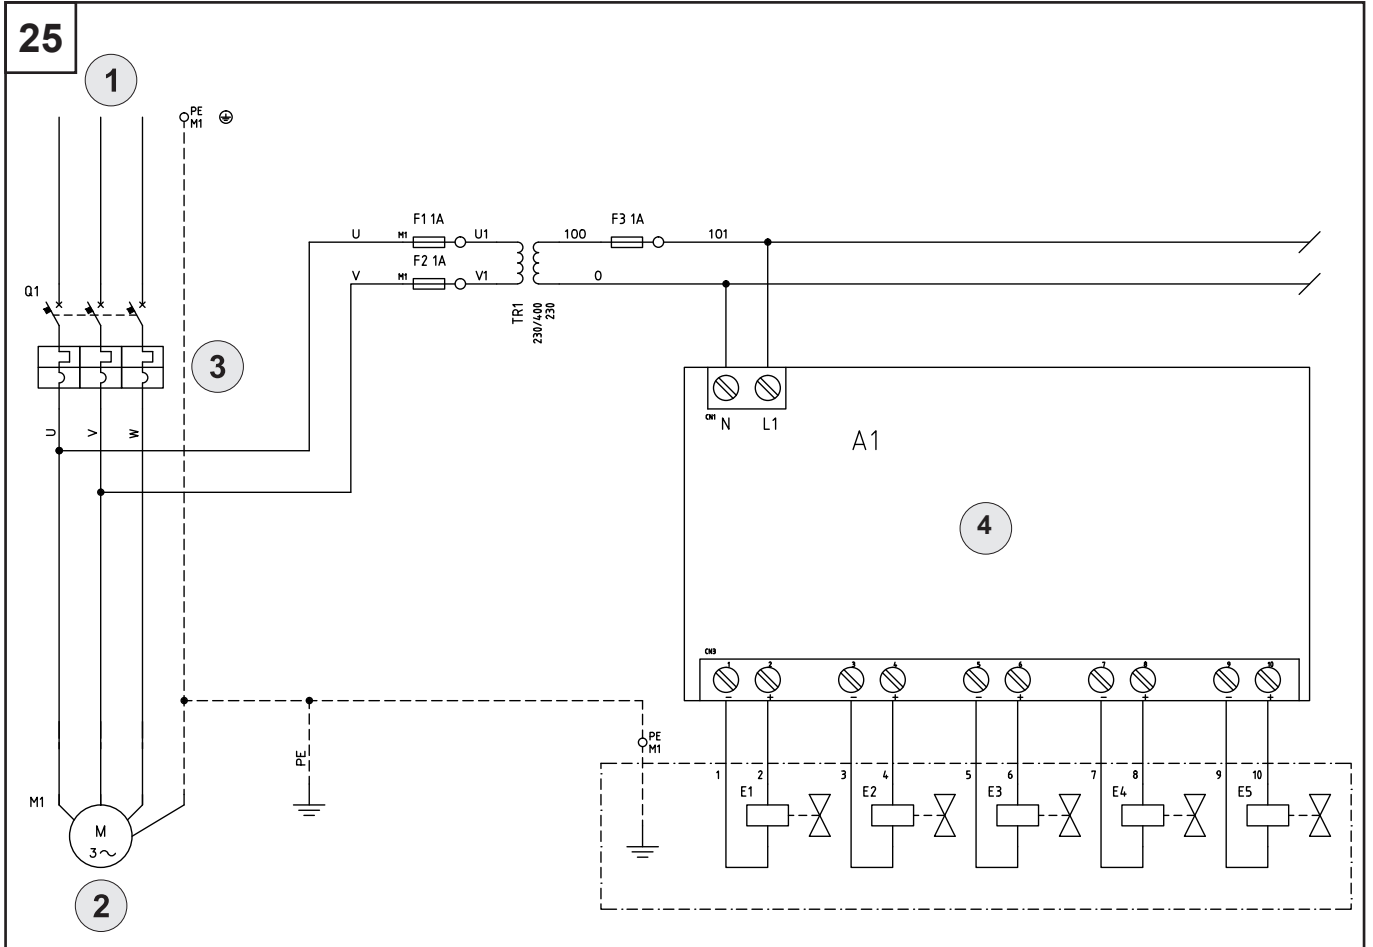 25
1
PE
M1
F1 1A
U
M1
U1
100
F3 1A
101
F2 1A
V
M1
V1
0
Q1
TR1
230/400
230
3
CN1
N
L1
A1
U
V
W
4
CN3
1
2
3
4
5
6
7
8
9
10
-
+
-
+
-
+
-
+
-
+
PE
PE
M1
1
2
3
4
5
6
7
8
9
10
E1
E2
E3
E4
E5
M1
M
3~
2